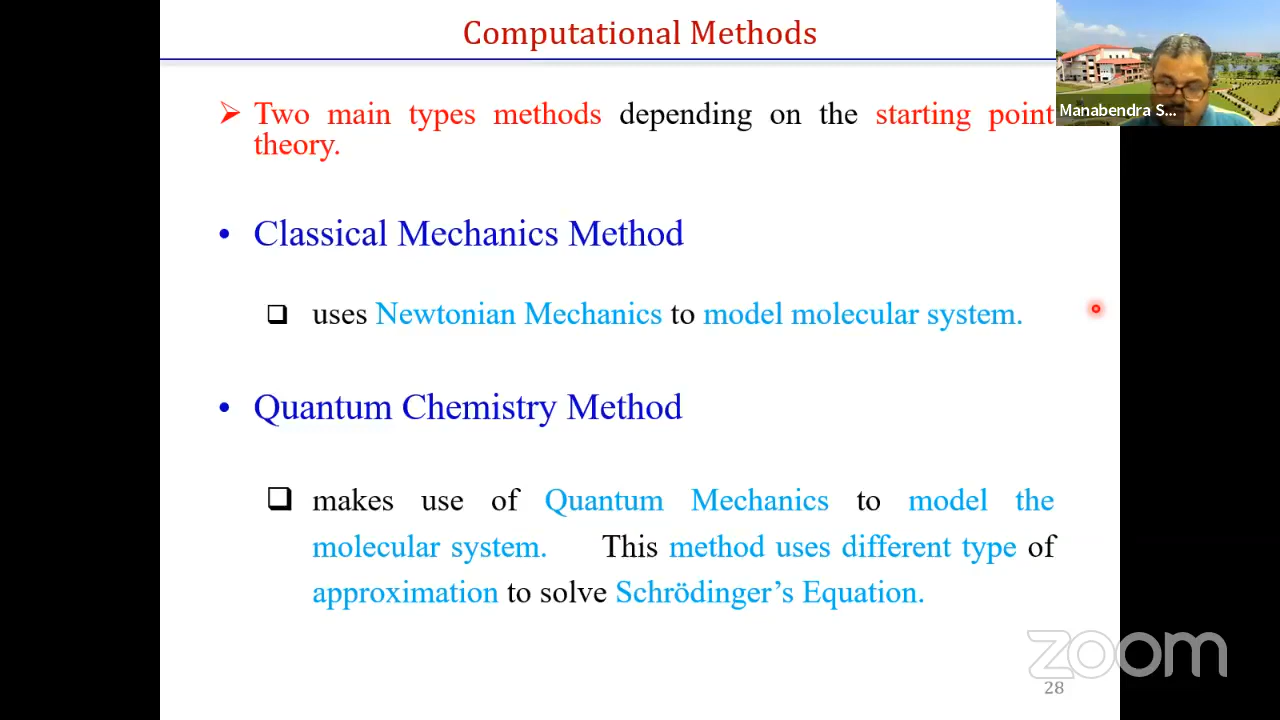 Computational Methods
Manabendra S...
➢ Two main types methods depending on the starting point
theory.
• Classical Mechanics Method
❑ uses Newtonian Mechanics to model molecular system.
• Quantum Chemistry Method
❑ makes use of Quantum Mechanics to model the
molecular system. This method uses different type of
approximation to solve Schrödinger’s Equation.
zoom
28